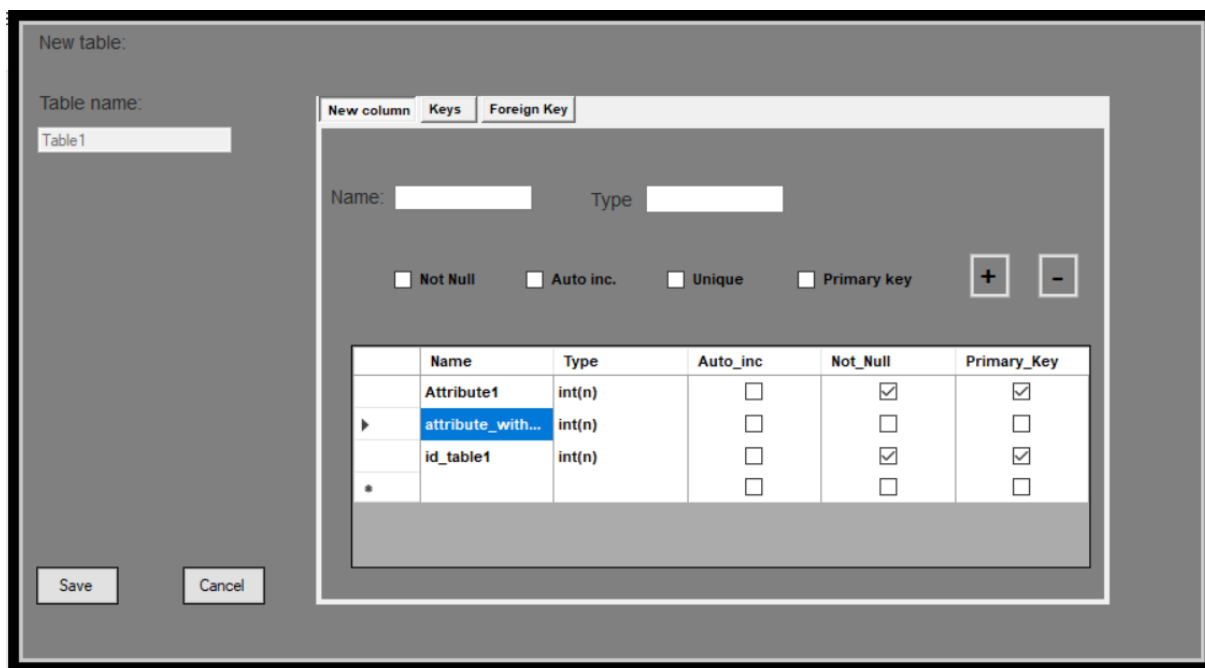 New table:
Table name:
Table1
New column Keys Foreign Key
Name: Type
Not Null Auto inc. Unique Primary key + -
Name Type Auto_inc Not_Null Primary_Key
Attribute1 int(n)
attribute_with... int(n)
id_table1 int(n)
Save Cancel